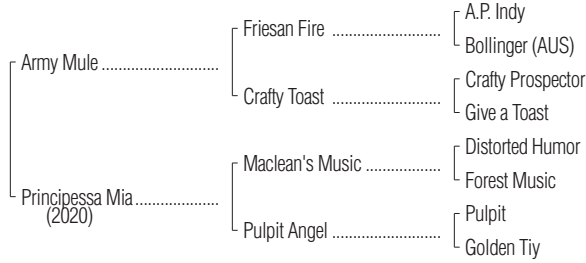 A.P. Indy
Friesan Fire ......................
Bollinger (AUS)
Army Mule ........................
Crafty Prospector
Crafty Toast ......................
Give a Toast
Distorted Humor
Maclean's Music ................
Forest Music
Principessa Mia ..................
(2020)
Pulpit
Pulpit Angel ......................
Golden Tiy